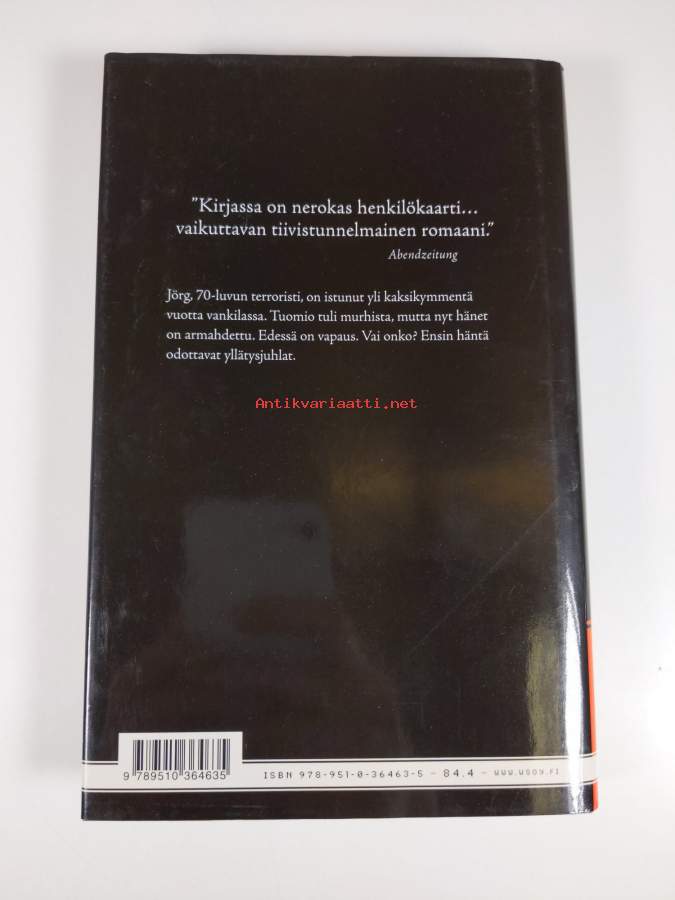 ”Kirjassa on nerokas henkilökaarti...
vaikuttavan tiivistunnelmainen romaani.”
Abendzeitung
Jörg, 70-luvun terroristi, on istunut yli kaksikymmentä
vuotta vankilassa. Tuomio tuli murhista, mutta nyt hänet
on armahdettu. Edessä on vapaus. Vai onko? Ensin häntä
odottavat yllätysjuhlat.
Antikvariaatti.net
9 789510 364635
ISBN 978-951-0-36463-5 – 84.4 – WWW.WSOY.FI